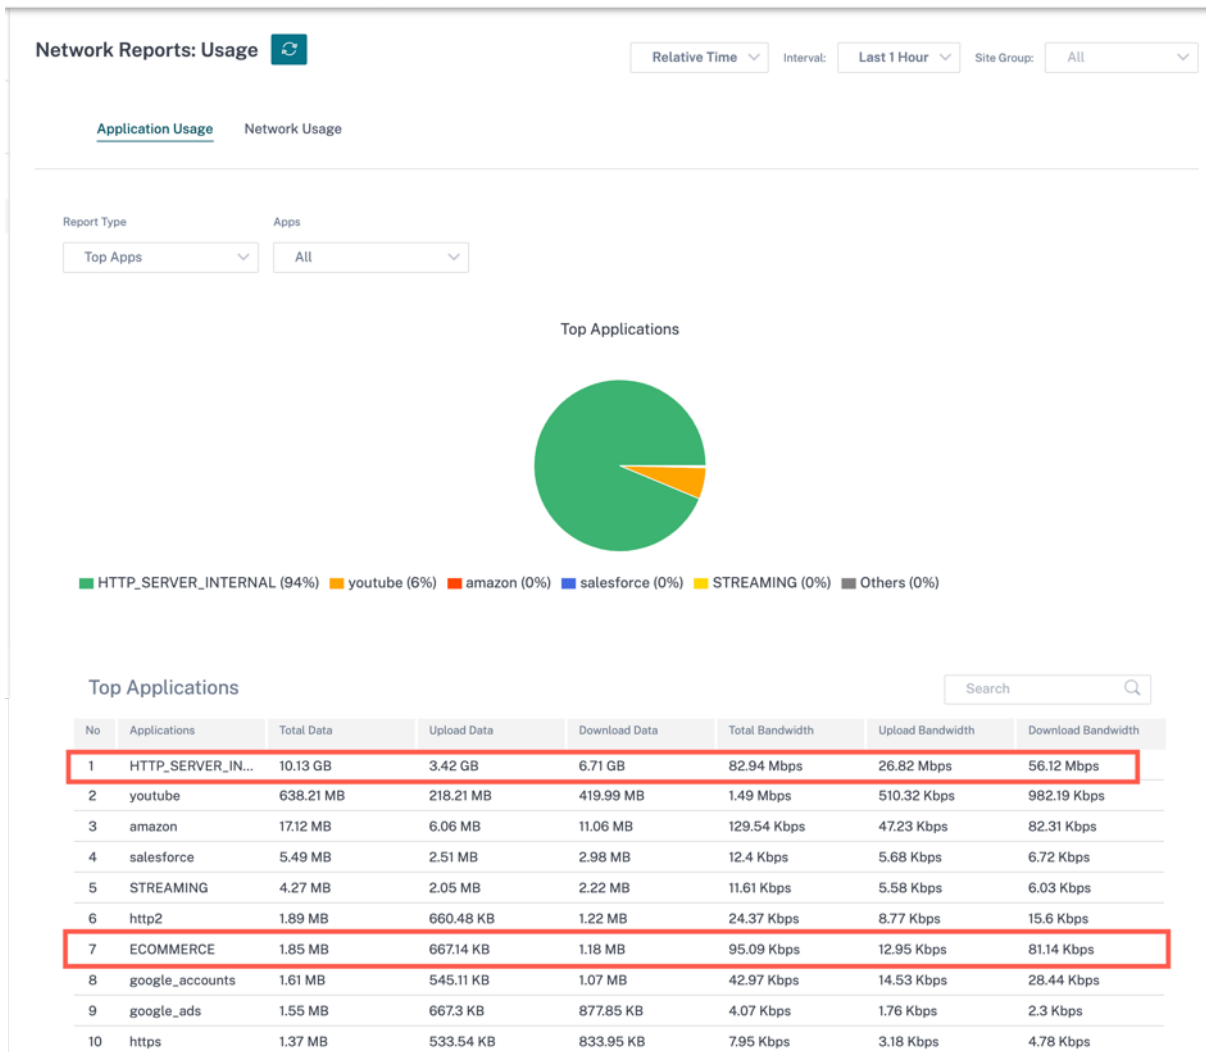 Network Reports: Usage
Relative Time Interval: Last 1 Hour Site Group: All
Application Usage Network Usage
Report Type Apps
Top Apps All
Top Applications
HTTP_SERVER_INTERNAL (94%) youtube (6%) amazon (0%) salesforce (0%) STREAMING (0%) Others (0%)
Top Applications Search
No Applications Total Data Upload Data Download Data Total Bandwidth Upload Bandwidth Download Bandwidth
1 HTTP_SERVER_IN... 10.13 GB 3.42 GB 6.71 GB 82.94 Mbps 26.82 Mbps 56.12 Mbps
2 youtube 638.21 MB 218.21 MB 419.99 MB 1.49 Mbps 510.32 Kbps 982.19 Kbps
3 amazon 17.12 MB 6.06 MB 11.06 MB 129.54 Kbps 47.23 Kbps 82.31 Kbps
4 salesforce 5.49 MB 2.51 MB 2.98 MB 12.4 Kbps 5.68 Kbps 6.72 Kbps
5 STREAMING 4.27 MB 2.05 MB 2.22 MB 11.61 Kbps 5.58 Kbps 6.03 Kbps
6 http2 1.89 MB 660.48 KB 1.22 MB 24.37 Kbps 8.77 Kbps 15.6 Kbps
7 ECOMMERCE 1.85 MB 667.14 KB 1.18 MB 95.09 Kbps 12.95 Kbps 81.14 Kbps
8 google_accounts 1.61 MB 545.11 KB 1.07 MB 42.97 Kbps 14.53 Kbps 28.44 Kbps
9 google_ads 1.55 MB 667.3 KB 877.85 KB 4.07 Kbps 1.76 Kbps 2.3 Kbps
10 https 1.37 MB 533.54 KB 833.95 KB 7.95 Kbps 3.18 Kbps 4.78 Kbps